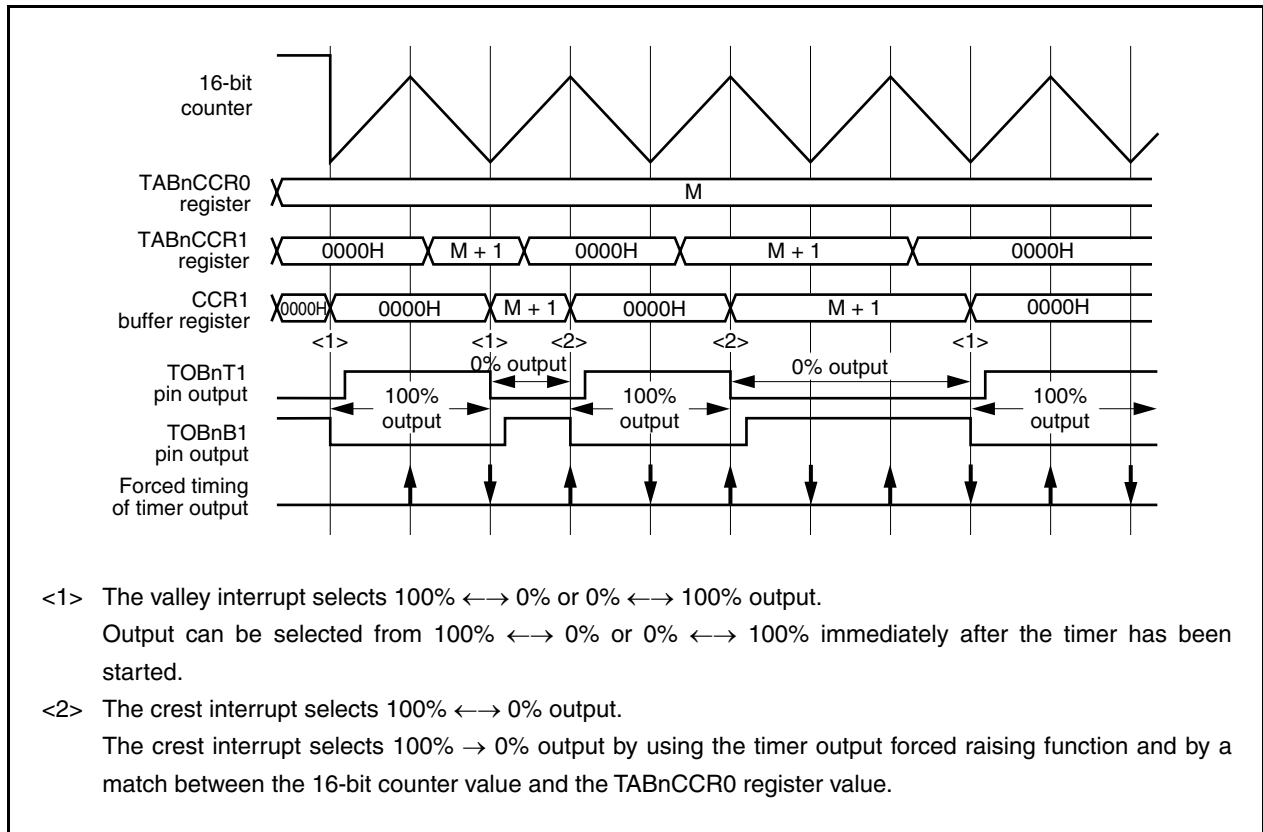 16-bit
counter
TABnCCR0
register
M
TABnCCR1
register
0000H
M + 1
0000H
M + 1
0000H
CCR1
buffer register
0000H
0000H
M + 1
0000H
M + 1
0000H
<1>
<1>
<2>
<2>
<1>
TOBnT1
pin output
0% output
0% output
100%
output
100%
output
100%
output
TOBnB1
pin output
Forced timing
of timer output
<1> The valley interrupt selects 100% ←→ 0% or 0% ←→ 100% output.
Output can be selected from 100% ←→ 0% or 0% ←→ 100% immediately after the timer has been
started.
<2> The crest interrupt selects 100% ←→ 0% output.
The crest interrupt selects 100% → 0% output by using the timer output forced raising function and by a
match between the 16-bit counter value and the TABnCCR0 register value.